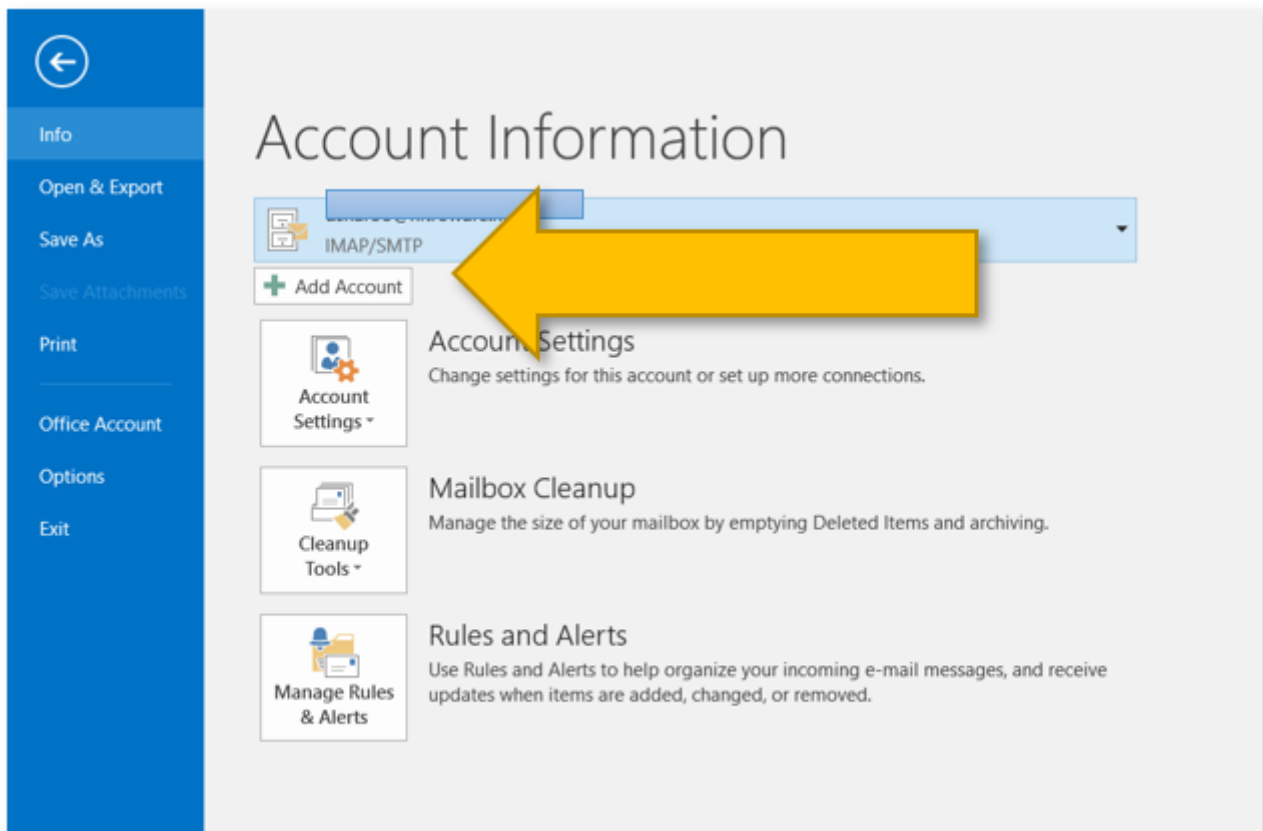 Info
Open & Export
Save As
Save Attachments
Print
Office Account
Options
Exit
Account Information
IMAP/SMTP
Add Account
Account
Settings
Account Settings
Change settings for this account or set up more connections.
Cleanup
Tools
Mailbox Cleanup
Manage the size of your mailbox by emptying Deleted Items and archiving.
Manage Rules
& Alerts
Rules and Alerts
Use Rules and Alerts to help organize your incoming e-mail messages, and receive
updates when items are added, changed, or removed.